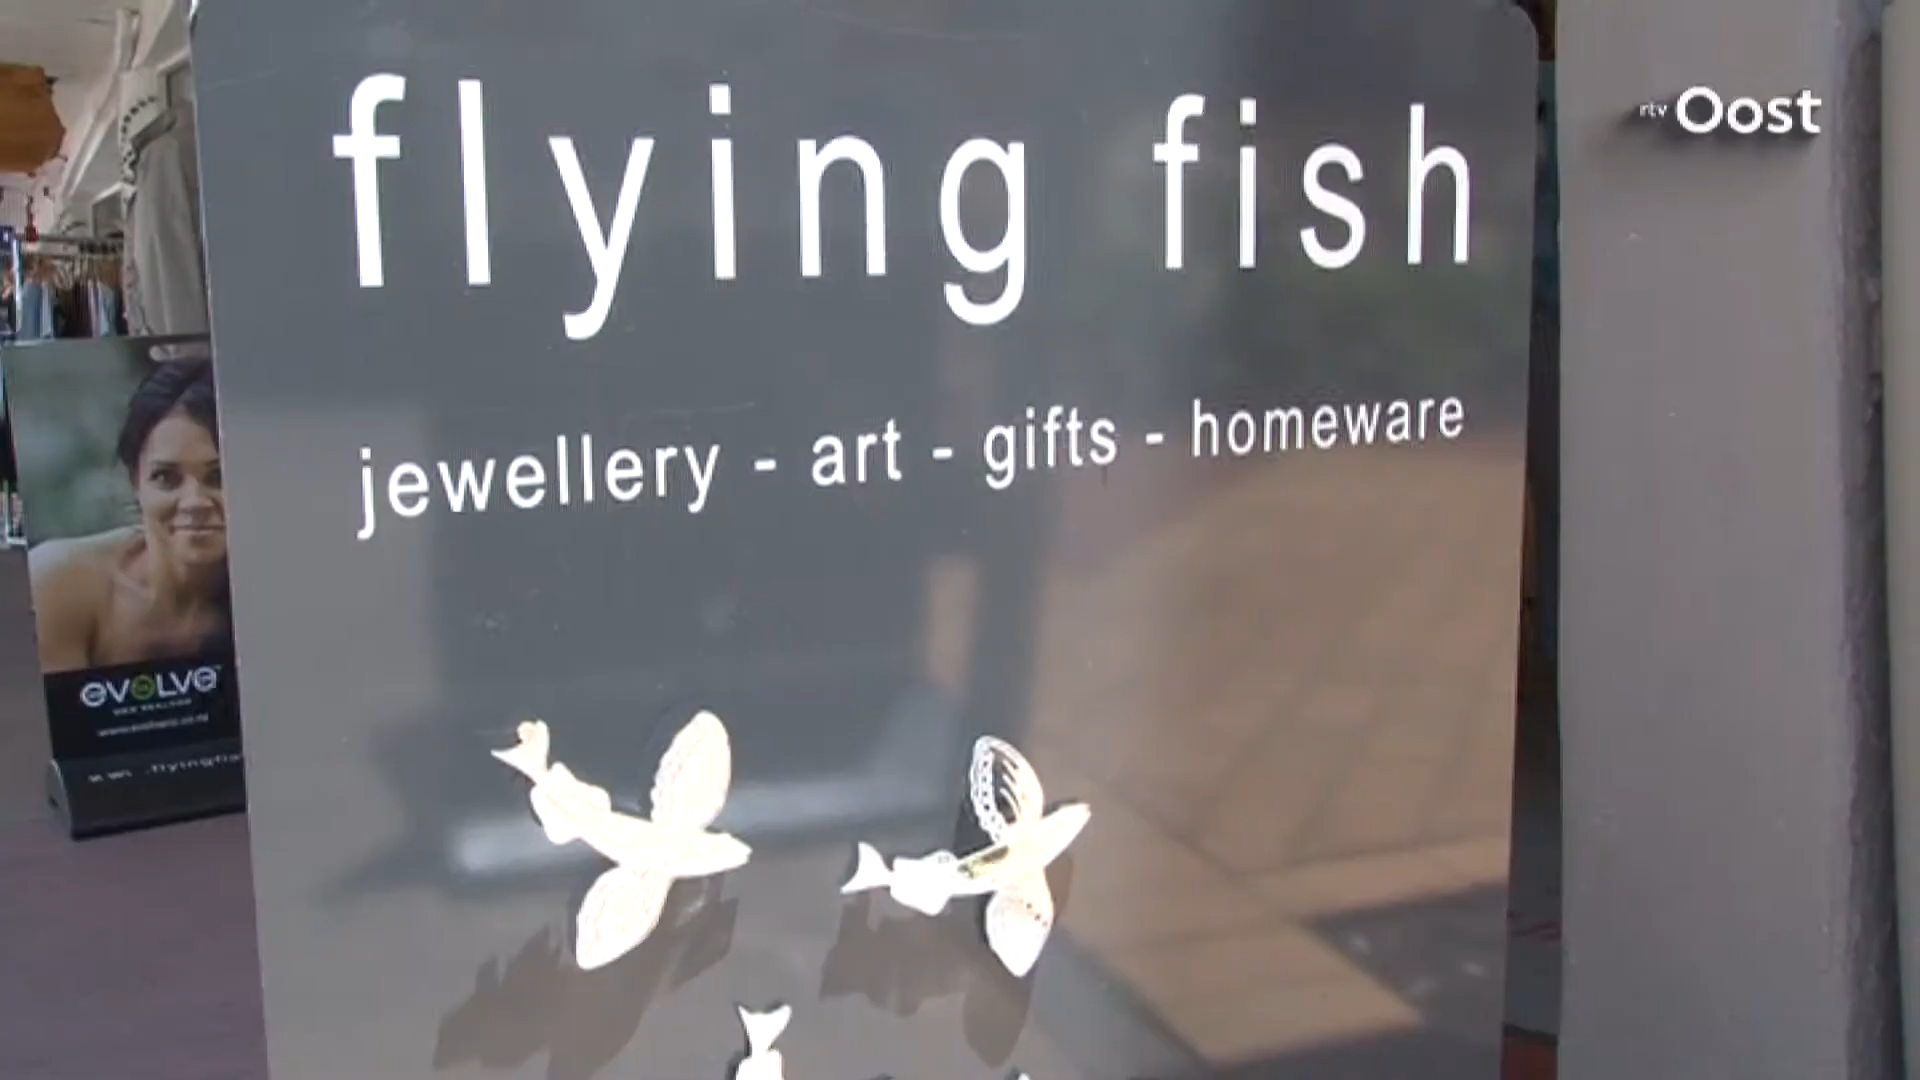 flying fish
rtv Oost
jewellery - art - gifts - homeware
evolve